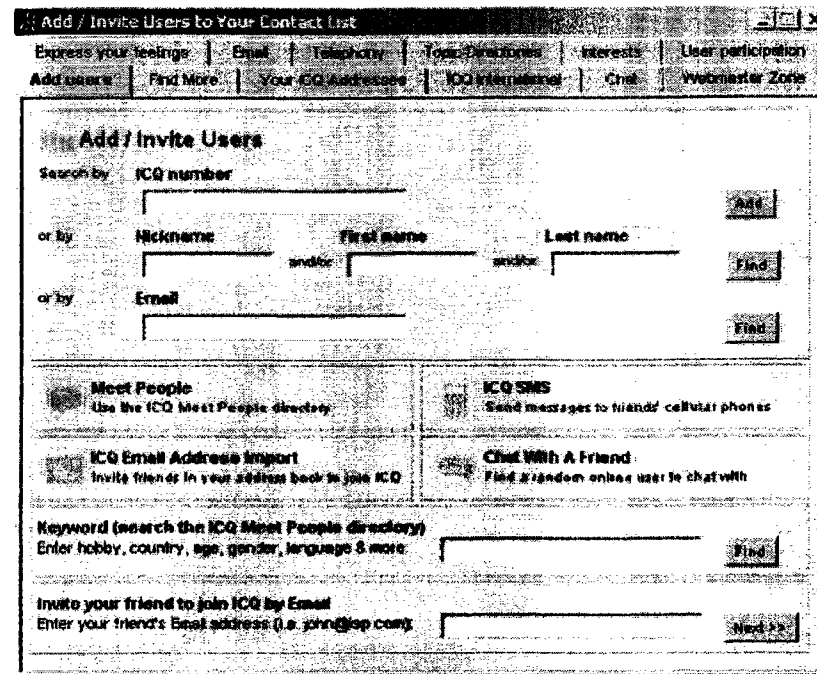 Add / Invite Users to Your Contact List
Express your feelings Email Telephony Topic Directories Interests User participation
Add users Find More Your ICQ Addresses ICQ International Chat Webmaster Zone
Add / Invite Users
Search by ICQ number
Add
or by Nickname First name Last name
and/or and/or Find
or by Email
Find
Meet People
Use the ICQ Meet People directory
ICQ SMS
Send messages to friends' cellular phones
ICQ Email Address Import
Invite friends in your address book to join ICQ
Chat With A Friend
Find a random online user to chat with
Keyword (search the ICQ Meet People directory)
Enter hobby, country, age, gender, language & more:
Find
Invite your friend to join ICQ by Email
Enter your friend's Email address (i.e. john@isp.com):
Next >>